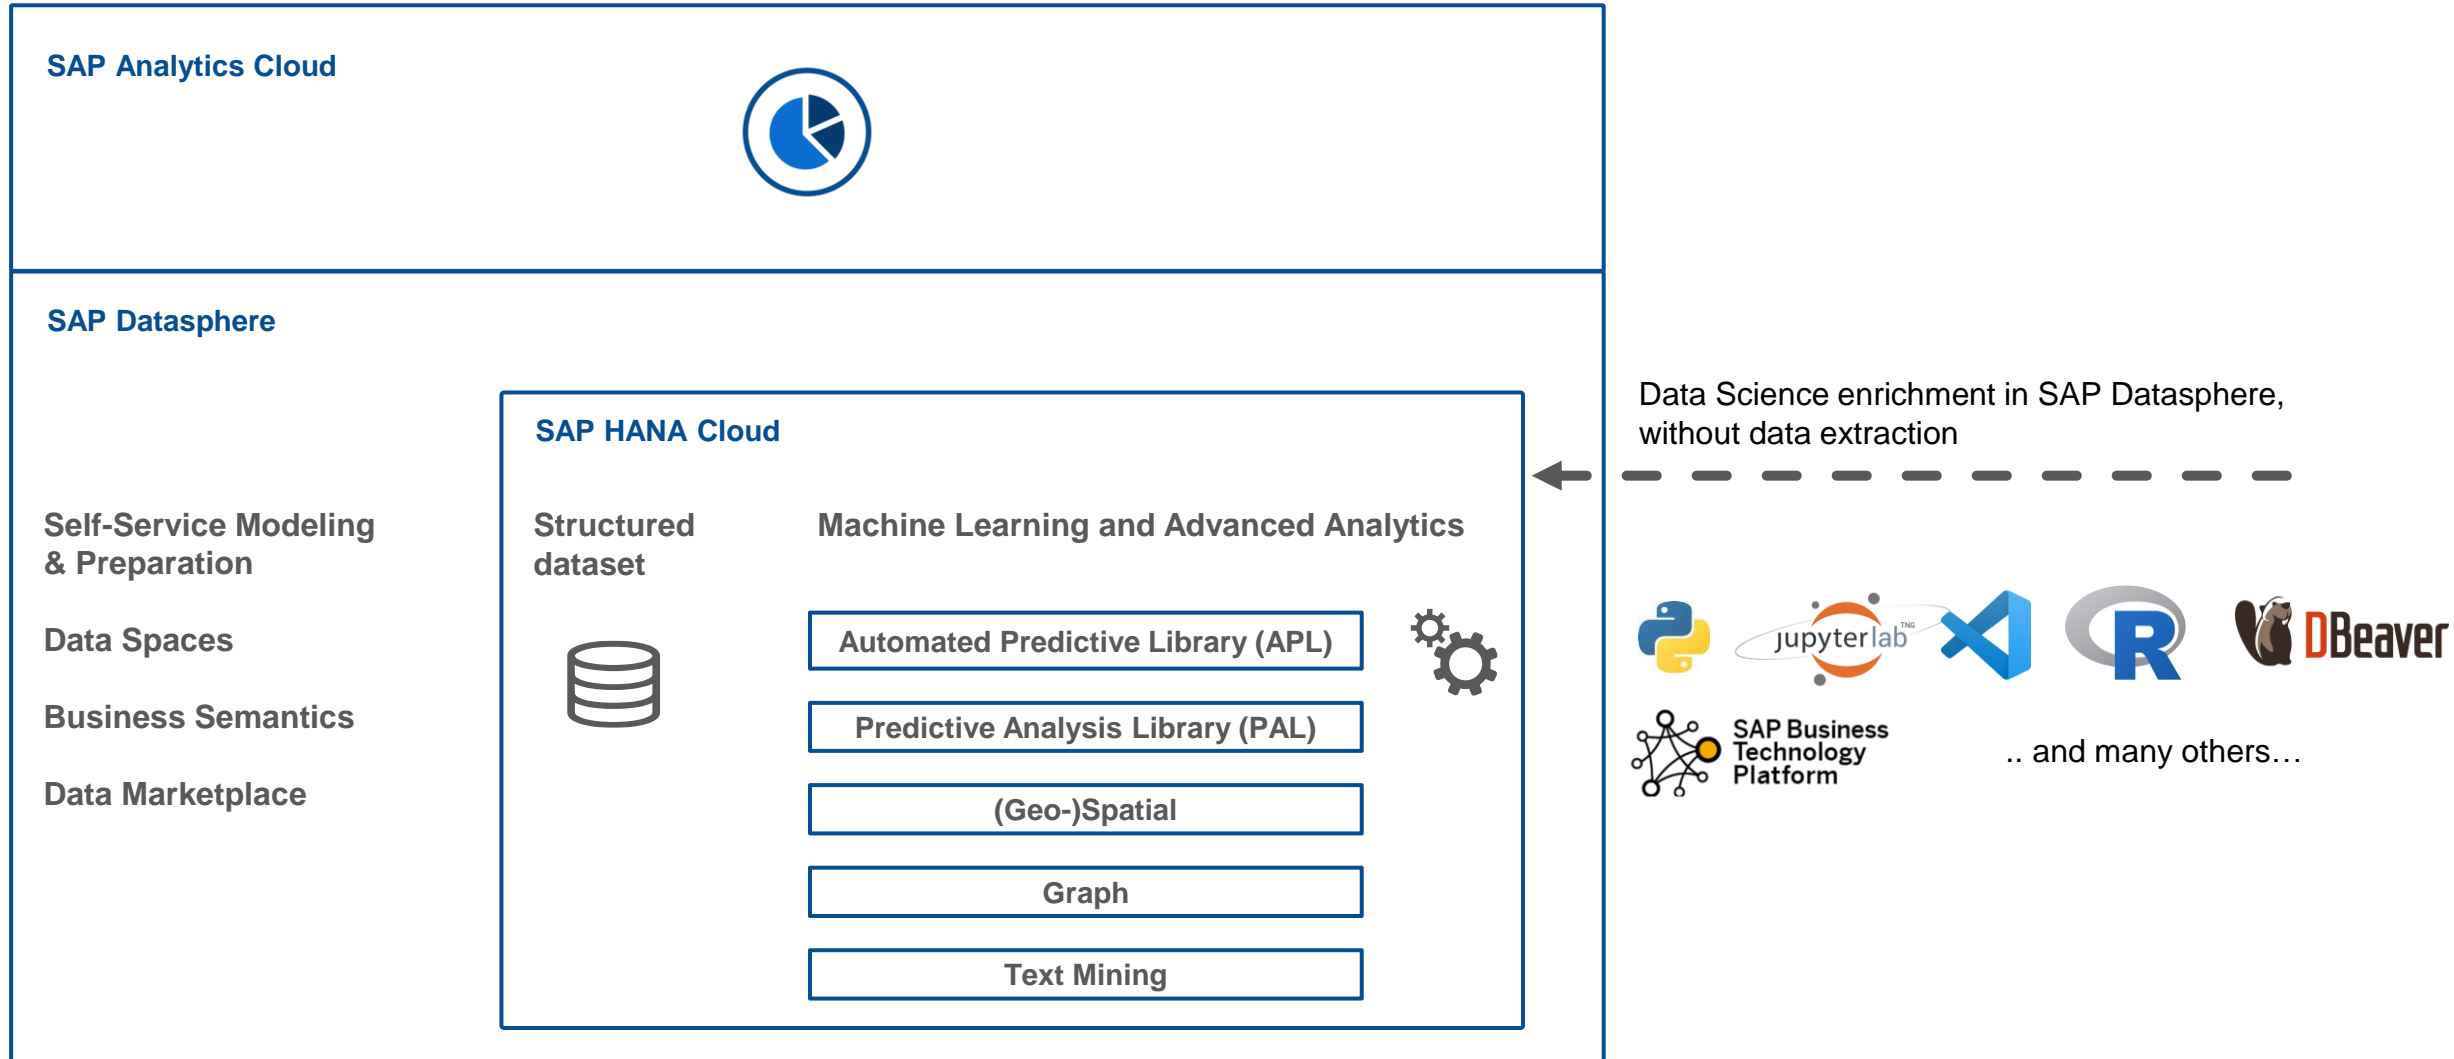 SAP Analytics Cloud
SAP Datasphere
Self-Service Modeling
& Preparation
Data Spaces
Business Semantics
Data Marketplace
SAP HANA Cloud
Structured
dataset
Machine Learning and Advanced Analytics
Automated Predictive Library (APL)
Predictive Analysis Library (PAL)
(Geo-)Spatial
Graph
Text Mining
Data Science enrichment in SAP Datasphere,
without data extraction
jupyterlab TNG
R
DBeaver
SAP Business
Technology
Platform
.. and many others…